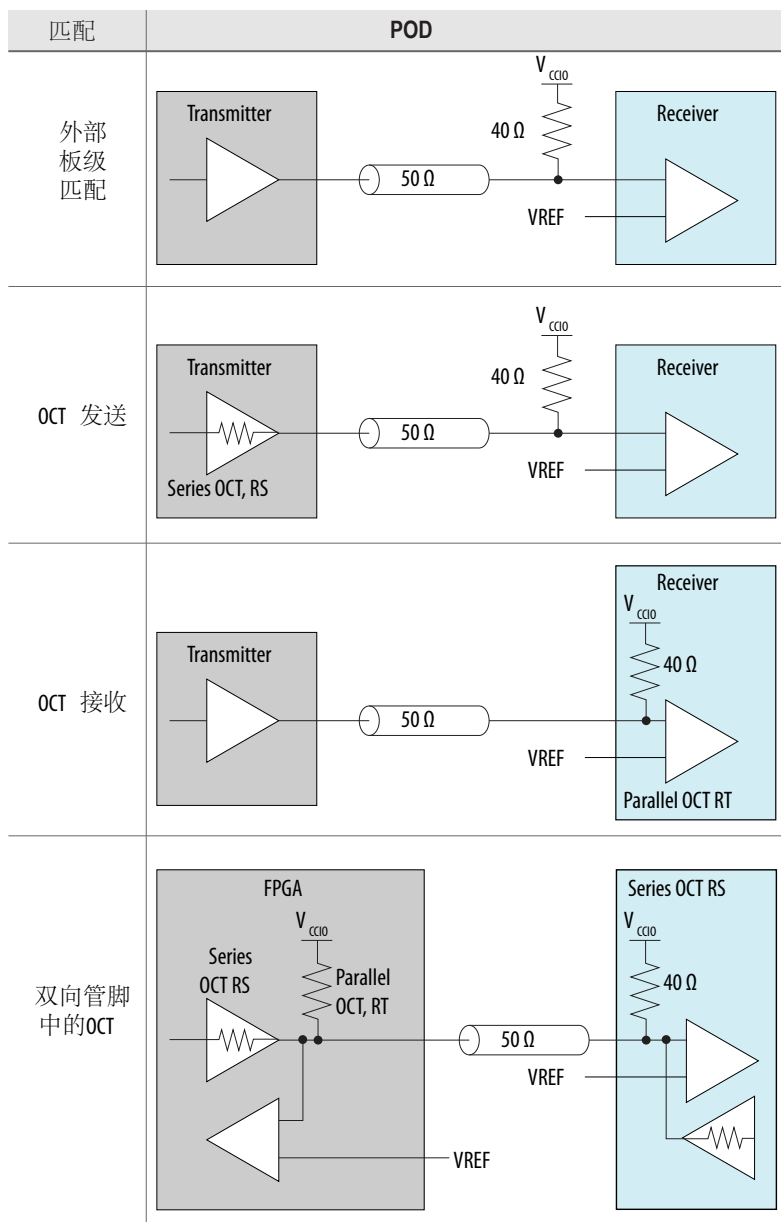 匹配 POD
外部
板级
匹配
Transmitter
50 Ω
V CCIO
40 Ω
VREF
Receiver
OCT 发送
Transmitter
Series OCT, RS
50 Ω
V CCIO
40 Ω
VREF
Receiver
OCT 接收
Transmitter
50 Ω
VREF
Receiver
V CCIO
40 Ω
Parallel OCT RT
双向管脚
中的OCT
FPGA
V CCIO
Series
OCT RS
Parallel
OCT, RT
VREF
50 Ω
VREF
Series OCT RS
V CCIO
40 Ω